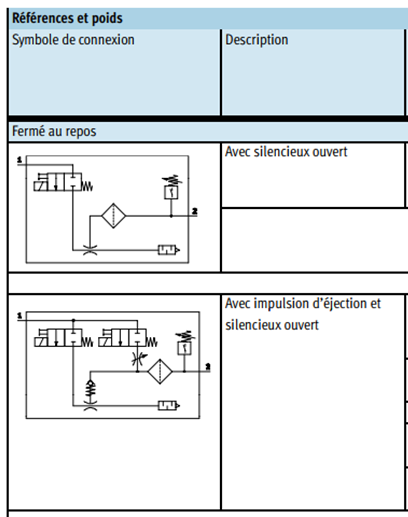 Références et poids
Symbole de connexion
Description
Fermé au repos
1
2
Avec silencieux ouvert
1
2
Avec impulsion d'éjection et
silencieux ouvert